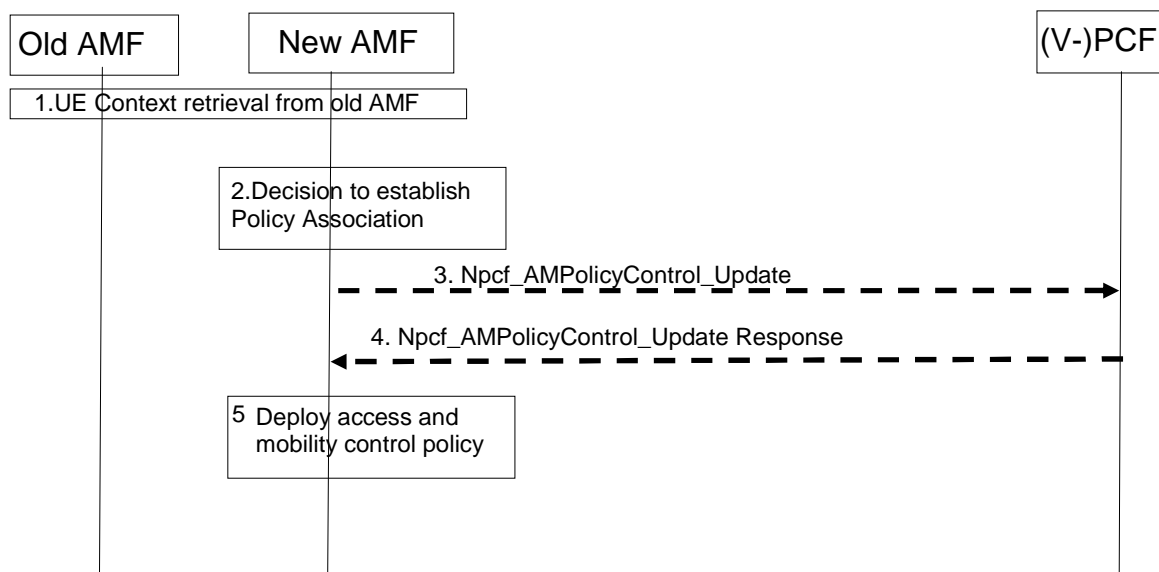 Old AMF
New AMF
(V-)PCF
1.UE Context retrieval from old AMF
2.Decision to establish
Policy Association
3. Npcf_AMPolicyControl_Update
4. Npcf_AMPolicyControl_Update Response
5 Deploy access and
mobility control policy